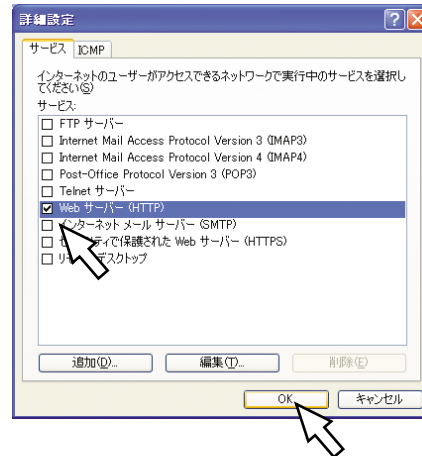 詳細設定
サービス ICMP
インターネットのユーザーがアクセスできるネットワークで実行中のサービスを選択し
てください(S)
サービス:
FTP サーバー
Internet Mail Access Protocol Version 3 (IMAP3)
Internet Mail Access Protocol Version 4 (IMAP4)
Post-Office Protocol Version 3 (POP3)
Telnet サーバー
Web サーバー (HTTP)
インターネット メール サーバー (SMTP)
で保護された Web サーバー (HTTPS)
デスクトップ
追加(D)... 編集(T)... 削除(E)
OK キャンセル